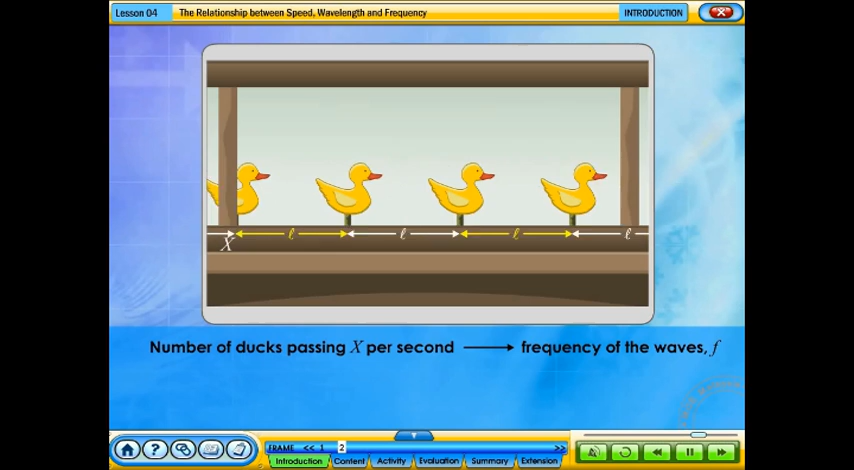 Lesson 04 The Relationship between Speed, Wavelength and Frequency INTRODUCTION
X ℓ ℓ ℓ ℓ
Number of ducks passing X per second → frequency of the waves, f
FRAME << 1 2 >>
Introduction Content Activity Evaluation Summary Extension